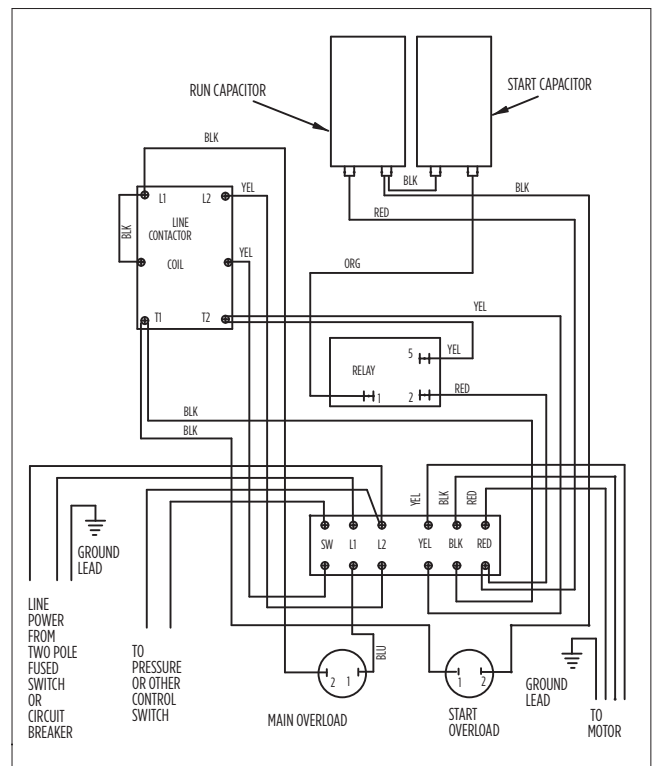 RUN CAPACITOR
START CAPACITOR
BLK
BLK
BLK
RED
L1
L2
YEL
LINE
CONTACTOR
BLK
COIL
YEL
ORG
T1
T2
YEL
5
YEL
RELAY
1
2
RED
BLK
BLK
YEL
BLK
RED
SW
L1
L2
YEL
BLK
RED
GROUND
LEAD
LINE
POWER
FROM
TWO POLE
FUSED
SWITCH
OR
CIRCUIT
BREAKER
TO
PRESSURE
OR OTHER
CONTROL
SWITCH
BLU
2
1
MAIN OVERLOAD
1
2
START
OVERLOAD
GROUND
LEAD
TO
MOTOR